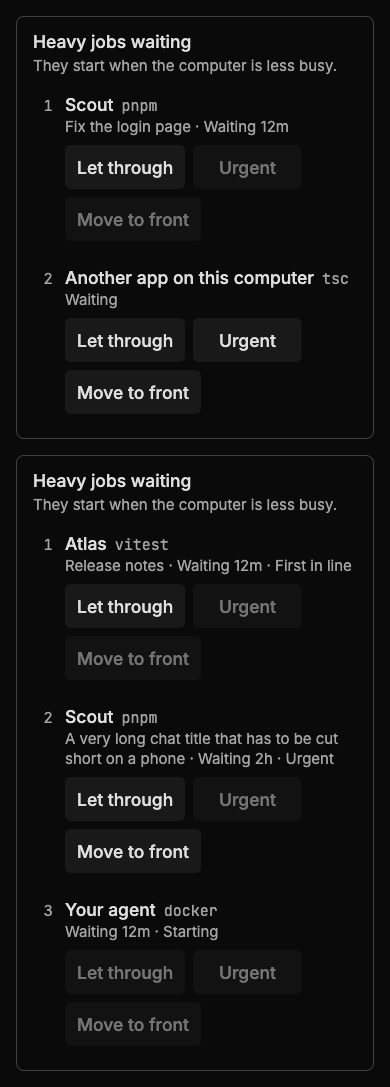 Heavy jobs waiting
They start when the computer is less busy.
1 Scout pnpm
Fix the login page · Waiting 12m
Let through Urgent
Move to front
2 Another app on this computer tsc
Waiting
Let through Urgent
Move to front
Heavy jobs waiting
They start when the computer is less busy.
1 Atlas vitest
Release notes · Waiting 12m · First in line
Let through Urgent
Move to front
2 Scout pnpm
A very long chat title that has to be cut
short on a phone · Waiting 2h · Urgent
Let through Urgent
Move to front
3 Your agent docker
Waiting 12m · Starting
Let through Urgent
Move to front